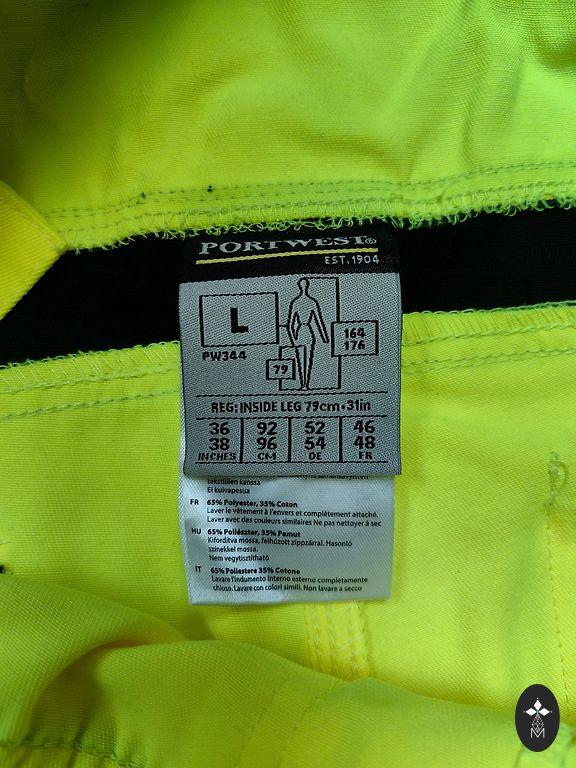 PORTWEST®
EST.1904
L
PW344
164
176
79
REG: INSIDE LEG 79cm·31in
36 92 52 46
38 96 54 48
INCHES CM DE FR
tekstiilien kanssa
Ei kuivapesua
FR 65% Polyester, 35% Coton
Laver le vêtement à l'envers et complétement attaché.
Laver avec des couleurs similaires Ne pas nettoyer à sec
HU 65% Poliészter, 35% Pamut
Kifordítva mossa, felhúzott zippzárral. Hasonló
színekkel mossa.
Nem vegytisztítható
IT 65% Poliestere 35% Cotone
Lavare l'indumento interno esterno completamente
chiuso. Lavare con colori simili. Non lavare a secco
M